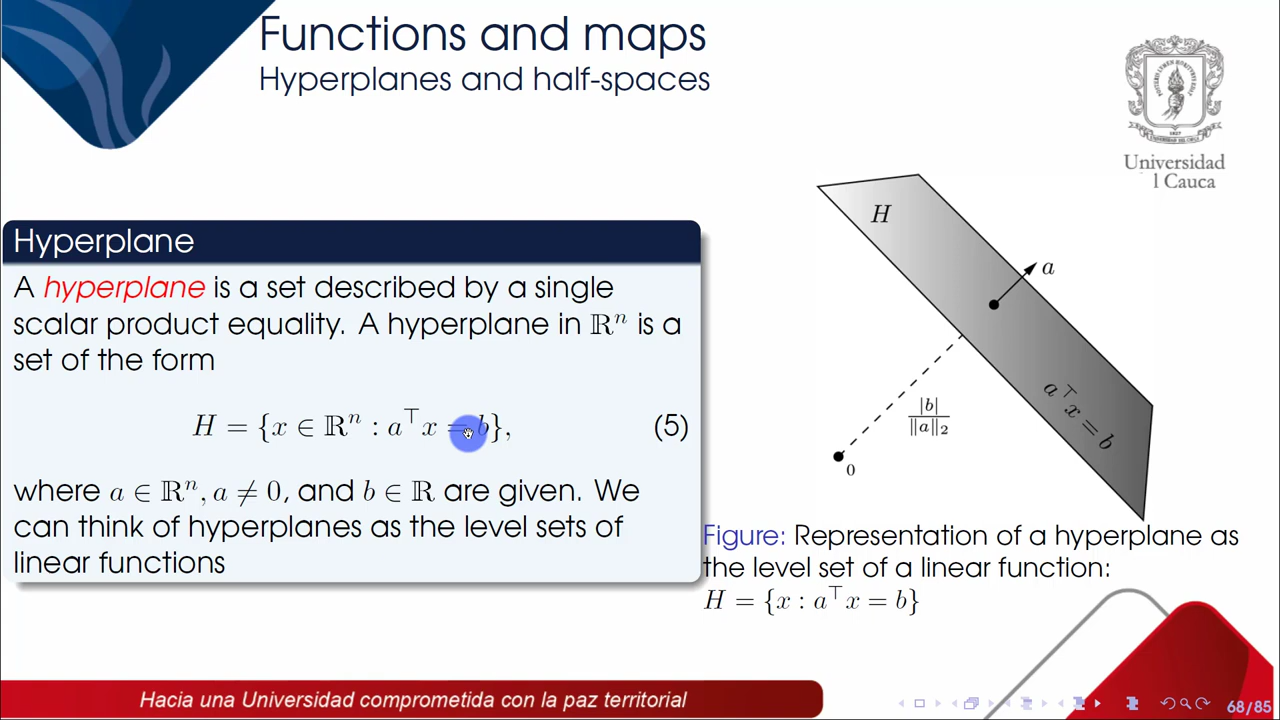 Functions and maps
Hyperplanes and half-spaces
Universidad
l Cauca
Hyperplane
A hyperplane is a set described by a single
scalar product equality. A hyperplane in ℝⁿ is a
set of the form
H = {x ∈ ℝⁿ : a⊤x = b}, (5)
where a ∈ ℝⁿ, a ≠ 0, and b ∈ ℝ are given. We
can think of hyperplanes as the level sets of
linear functions
H
a
a⊤x = b
|b|
‖a‖₂
0
Figure: Representation of a hyperplane as
the level set of a linear function:
H = {x : a⊤x = b}
Hacia una Universidad comprometida con la paz territorial
68/85